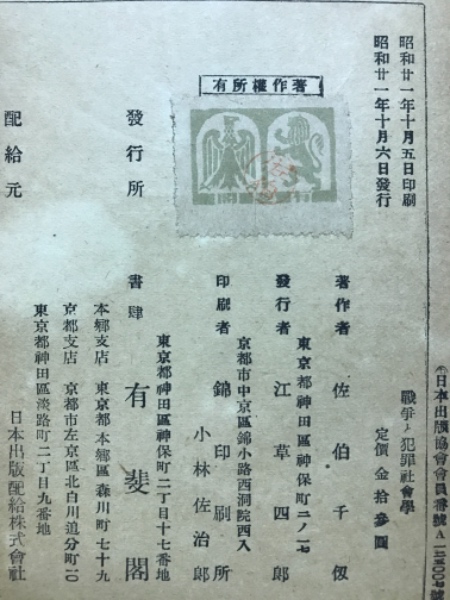 昭和廿一年十月五日印刷
昭和廿一年十月六日發行
著作權所有
戰爭と犯罪社會學
定價 金拾參圓
著作者 佐伯千仭
東京都神田區神保町二ノ一七
發行者 江草四郎
京都市中京區錦小路西洞院西入
印刷者 錦印刷所
小林佐治郎
發行所
東京都神田區神保町二丁目十七番地
書肆 有斐閣
本郷支店 東京都本郷區森川町七十九
京都支店 京都市左京區北白川追分町一〇
配給元
東京都神田區淡路町二丁目九番地
日本出版配給株式會社
日本出版協會會員番號